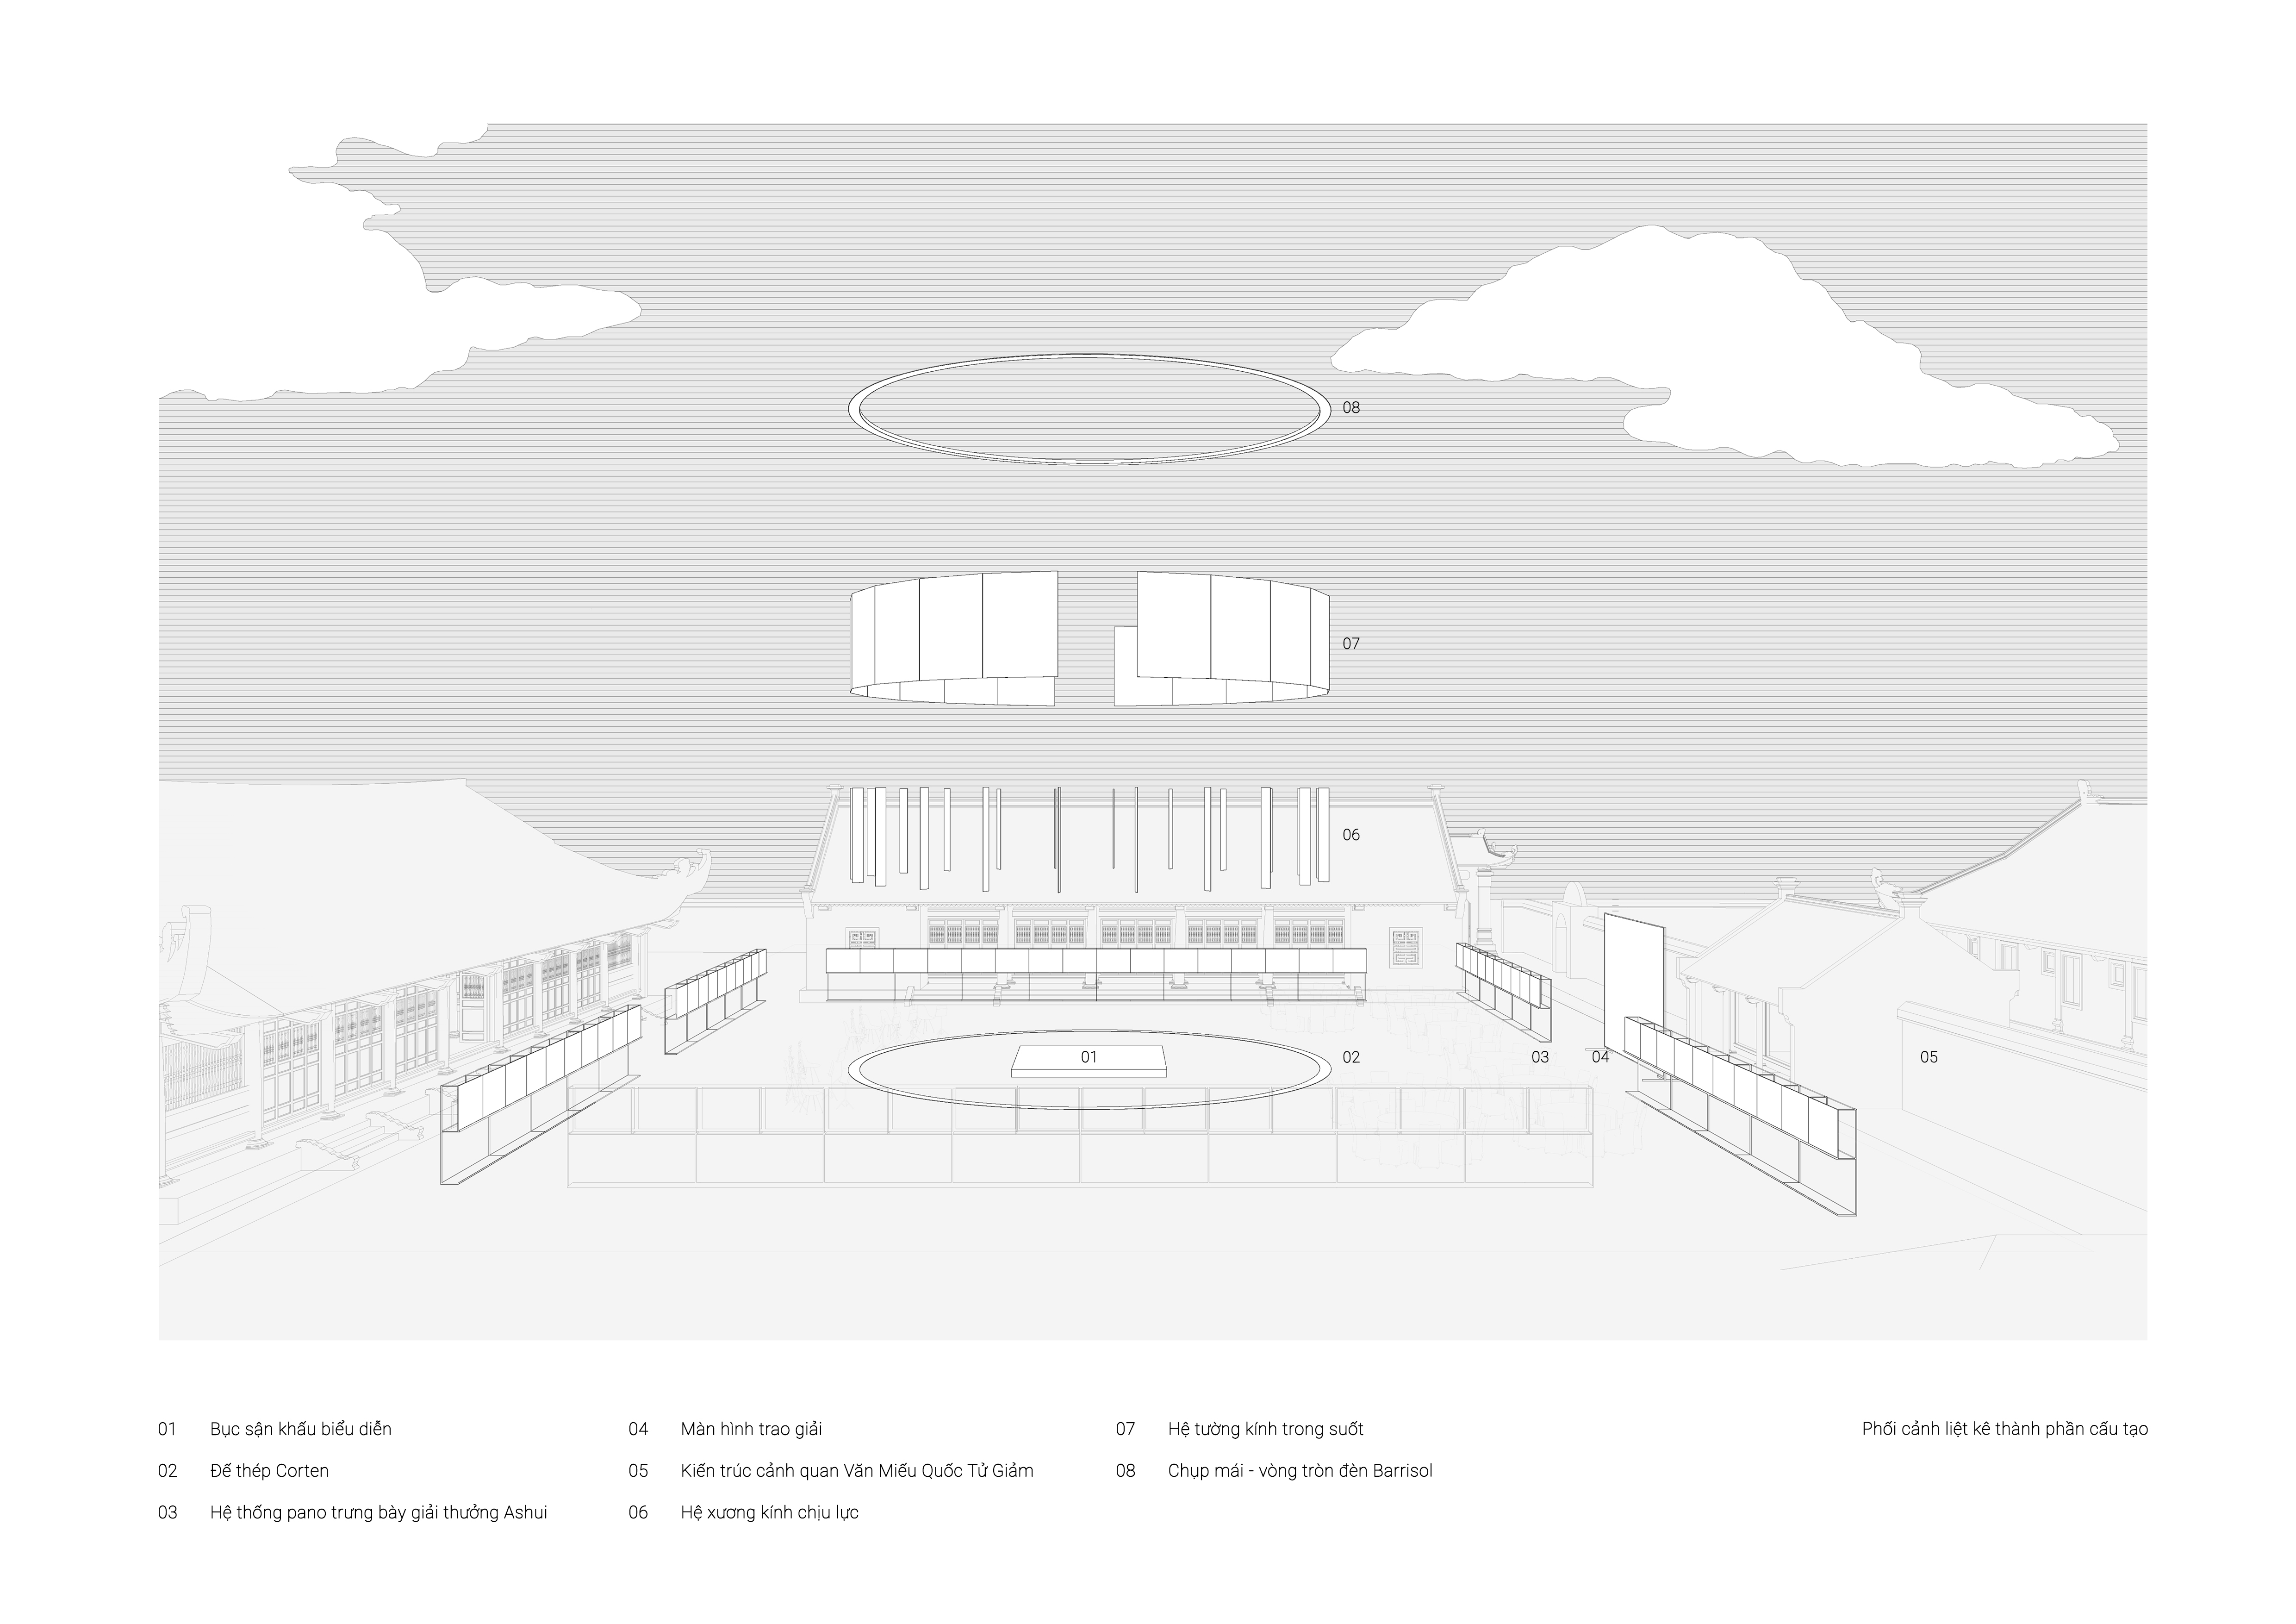 08
07
06
01
02
03
04
05
01 Bục sận khấu biểu diễn
02 Đế thép Corten
03 Hệ thống pano trưng bày giải thưởng Ashui
04 Màn hình trao giải
05 Kiến trúc cảnh quan Văn Miếu Quốc Tử Giảm
06 Hệ xương kính chịu lực
07 Hệ tường kính trong suốt
08 Chụp mái - vòng tròn đèn Barrisol
Phối cảnh liệt kê thành phần cấu tạo